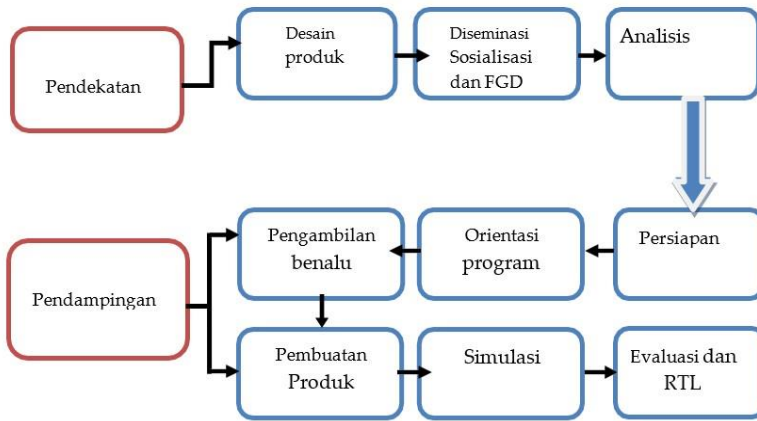 Pendekatan
Desain
produk
Diseminasi
Sosialisasi
dan FGD
Analisis
Pendampingan
Pengambilan
benalu
Orientasi
program
Persiapan
Pembuatan
Produk
Simulasi
Evaluasi dan
RTL